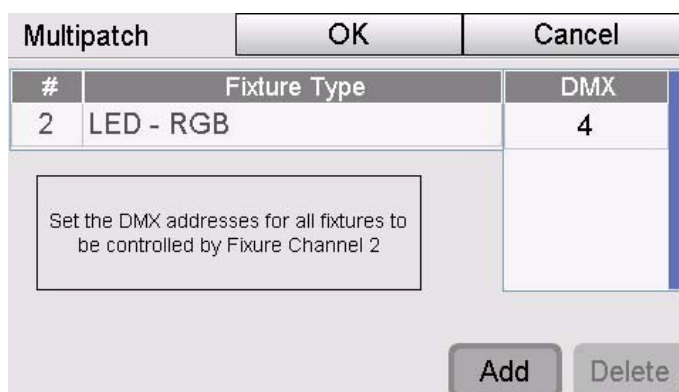 Multipatch OK Cancel
# Fixture Type DMX
2 LED - RGB 4
Set the DMX addresses for all fixtures to
be controlled by Fixure Channel 2
Add Delete